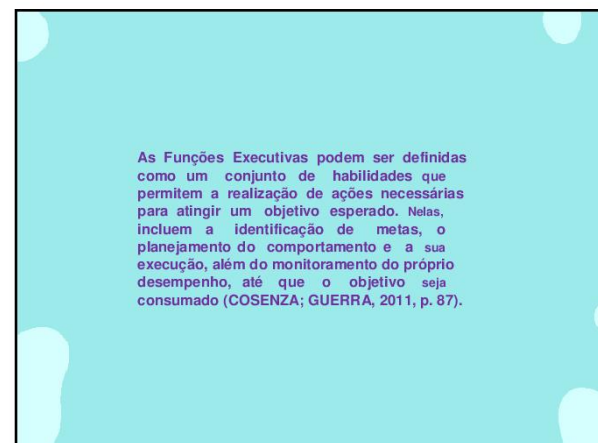 As Funções Executivas podem ser definidas
como um conjunto de habilidades que
permitem a realização de ações necessárias
para atingir um objetivo esperado. Nelas,
incluem a identificação de metas, o
planejamento do comportamento e a sua
execução, além do monitoramento do próprio
desempenho, até que o objetivo seja
consumado (COSENZA; GUERRA, 2011, p. 87).